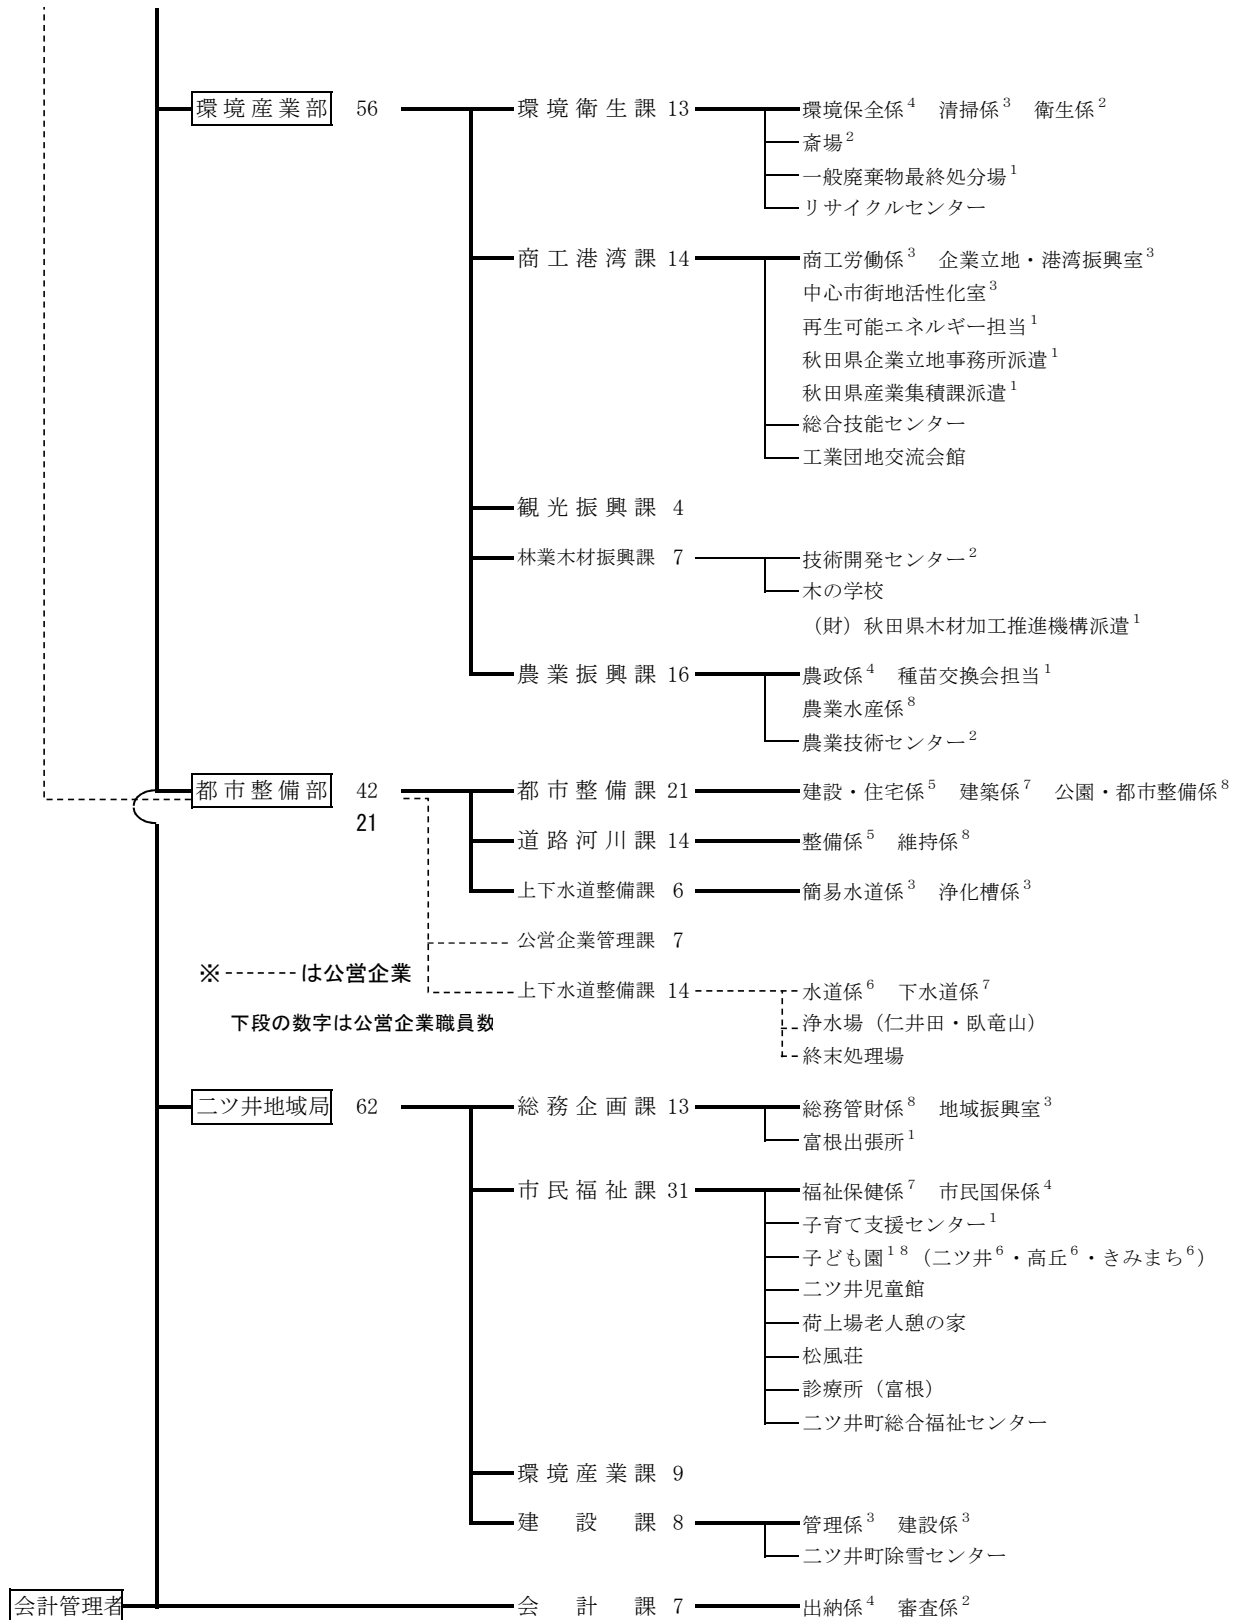 環境産業部 56 環境衛生課 13 環境保全係4 清掃係3 衛生係2
斎場2
一般廃棄物最終処分場1
リサイクルセンター
商工港湾課 14 商工労働係3 企業立地・港湾振興室3
中心市街地活性化室3
再生可能エネルギー担当1
秋田県企業立地事務所派遣1
秋田県産業集積課派遣1
総合技能センター
工業団地交流会館
観光振興課 4
林業木材振興課 7 技術開発センター2
木の学校
（財）秋田県木材加工推進機構派遣1
農業振興課 16 農政係4 種苗交換会担当1
農業水産係8
農業技術センター2
都市整備部 42 都市整備課 21 建設・住宅係5 建築係7 公園・都市整備係8
21
道路河川課 14 整備係5 維持係8
上下水道整備課 6 簡易水道係3 浄化槽係3
公営企業管理課 7
※-------は公営企業
上下水道整備課 14 水道係6 下水道係7
下段の数字は公営企業職員数 浄水場（仁井田・臥竜山）
終末処理場
二ツ井地域局 62 総務企画課 13 総務管財係8 地域振興室3
富根出張所1
市民福祉課 31 福祉保健係7 市民国保係4
子育て支援センター1
子ども園18（二ツ井6・高丘6・きみまち6）
二ツ井児童館
荷上場老人憩の家
松風荘
診療所（富根）
二ツ井町総合福祉センター
環境産業課 9
建設課 8 管理係3 建設係3
二ツ井町除雪センター
会計管理者 会計課 7 出納係4 審査係2